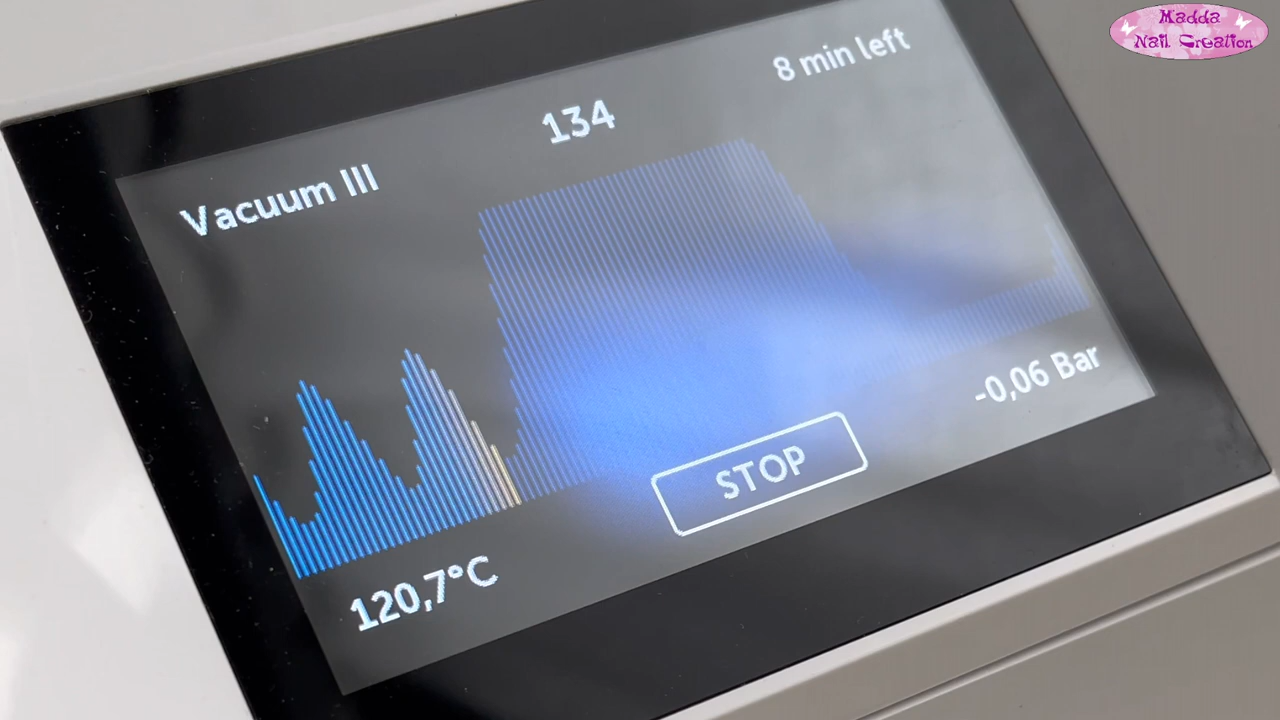 Madda
Nail Creation
8 min left
134
Vacuum III
-0,06 Bar
STOP
120,7°C